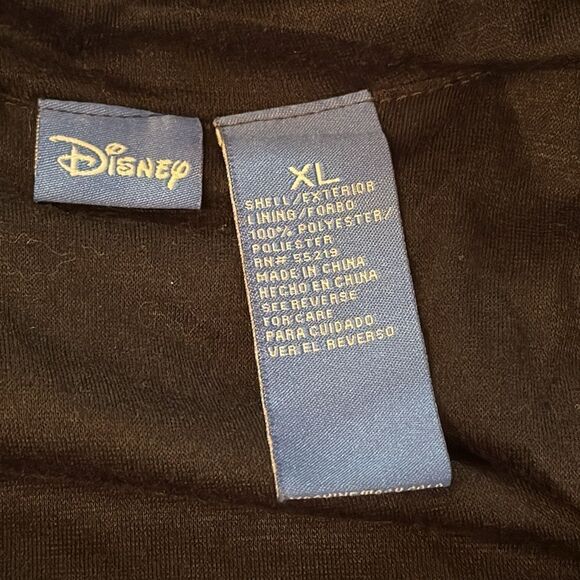 Disney
XL
SHELL/EXTERIOR
LINING/FORRO
100% POLYESTER/
POLIESTER
RN# 55219
MADE IN CHINA
HECHO EN CHINA
SEE REVERSE
FOR CARE
PARA CUIDADO
VER EL REVERSO